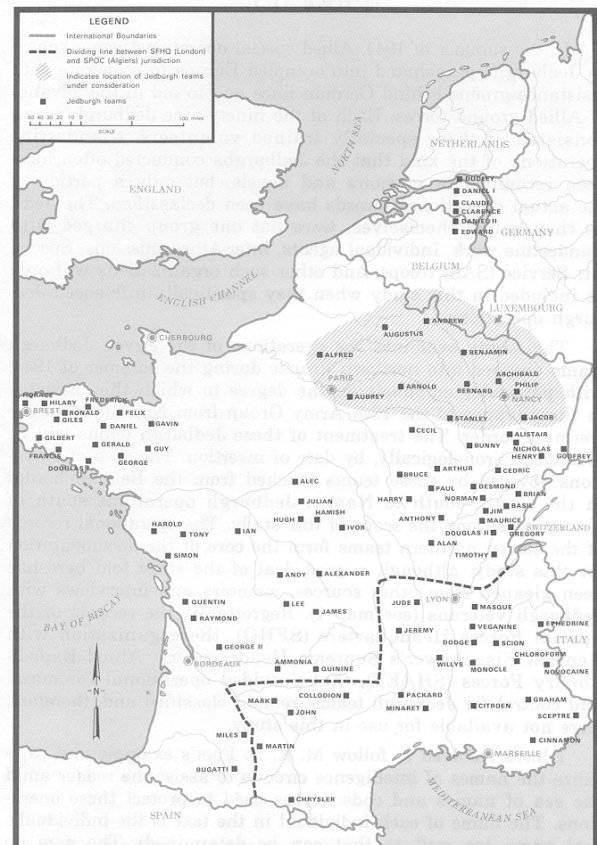 LEGEND
International Boundaries
Dividing line between SFHQ (London)
and SPOC (Algiers) jurisdiction
Indicates location of Jedburgh teams
under consideration
Jedburgh teams
50 40 30 20 10 0 50 100 miles
SCALE
NORTH SEA
NETHERLANDS
ENGLAND
DUDLEY
DANIEL II
CLAUDE
CLARENCE
EDWARD
GERMANY
BELGIUM
ENGLISH CHANNEL
LUXEMBOURG
ANDREW
AUGUSTUS
CHERBOURG
ALFRED
BENJAMIN
PARIS
ARCHIBALD
ARNOLD
PHILIP
BERNARD
NANCY
AUBREY
HORACE
HILARY
FREDERICK
BREST
RONALD
FELIX
GILES
STANLEY
JACOB
DANIEL
GAVIN
CECIL
ALISTAIR
GILBERT
GERALD
GUY
BUNNY
NICHOLAS
FRANCIS
HENRY
GODFREY
DOUGLAS
GEORGE
ARTHUR
CEDRIC
BRUCE
ALEC
PAUL
DESMOND
BRIAN
JULIAN
HARRY
NORMAN
BASIL
HAMISH
JIM
HUGH
ANTHONY
MAURICE
HAROLD
IAN
IVOR
SWITZERLAND
TONY
DOUGLAS II
GREGORY
ALAN
SIMON
TIMOTHY
ANDY
ALEXANDER
LYON
QUENTIN
LEE
JUDE
MASQUE
RAYMOND
JAMES
EPHEDRINE
JEREMY
VEGANINE
BAY OF BISCAY
GEORGE II
DODGE
SCION
ITALY
CHLOROFORM
BORDEAUX
AMMONIA
WILLYS
MONOCLE
NOVOCAINE
QUININE
COLLODION
PACKARD
GRAHAM
MARK
MINARET
CITROEN
JOHN
SCEPTRE
N
MILES
CINNAMON
MARTIN
MARSEILLE
BUGATTI
MEDITERRANEAN SEA
SPAIN
CHRYSLER